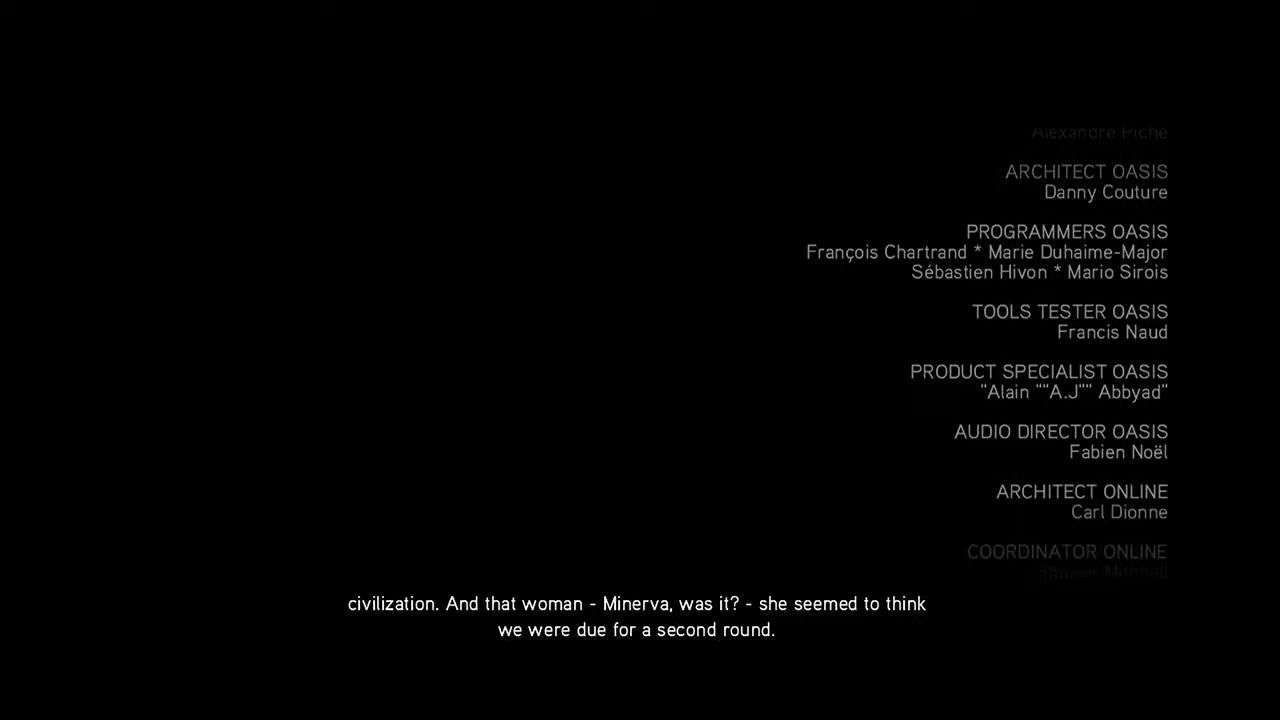 Alexandre Piché
ARCHITECT OASIS
Danny Couture
PROGRAMMERS OASIS
François Chartrand * Marie Duhaime-Major
Sébastien Hivon * Mario Sirois
TOOLS TESTER OASIS
Francis Naud
PRODUCT SPECIALIST OASIS
"Alain ""A.J"" Abbyad"
AUDIO DIRECTOR OASIS
Fabien Noël
ARCHITECT ONLINE
Carl Dionne
COORDINATOR ONLINE
civilization. And that woman - Minerva, was it? - she seemed to think
we were due for a second round.